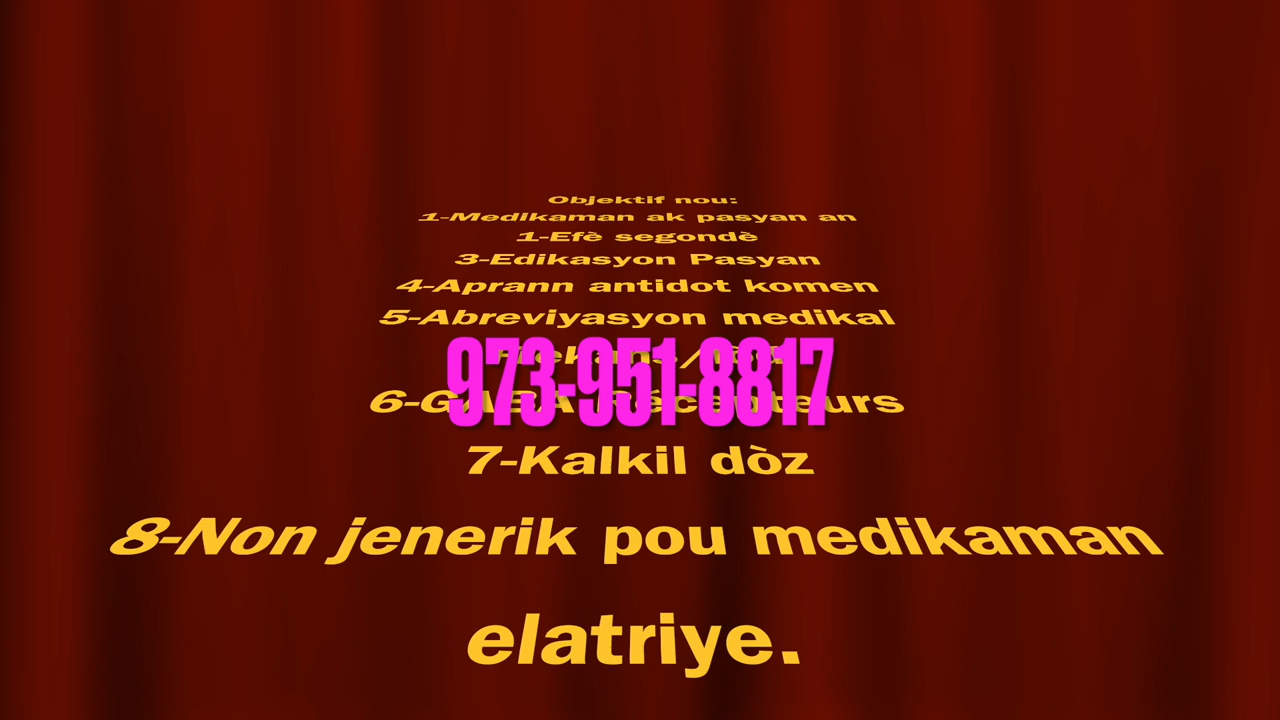 Objektif nou:
1-Medikaman ak pasyan an
1-Efè segondè
3-Edikasyon Pasyan
4-Aprann antidot komen
5-Abreviyasyon medikal
973-951-8817
7-Kalkil dòz
8-Non jenerik pou medikaman
elatriye.